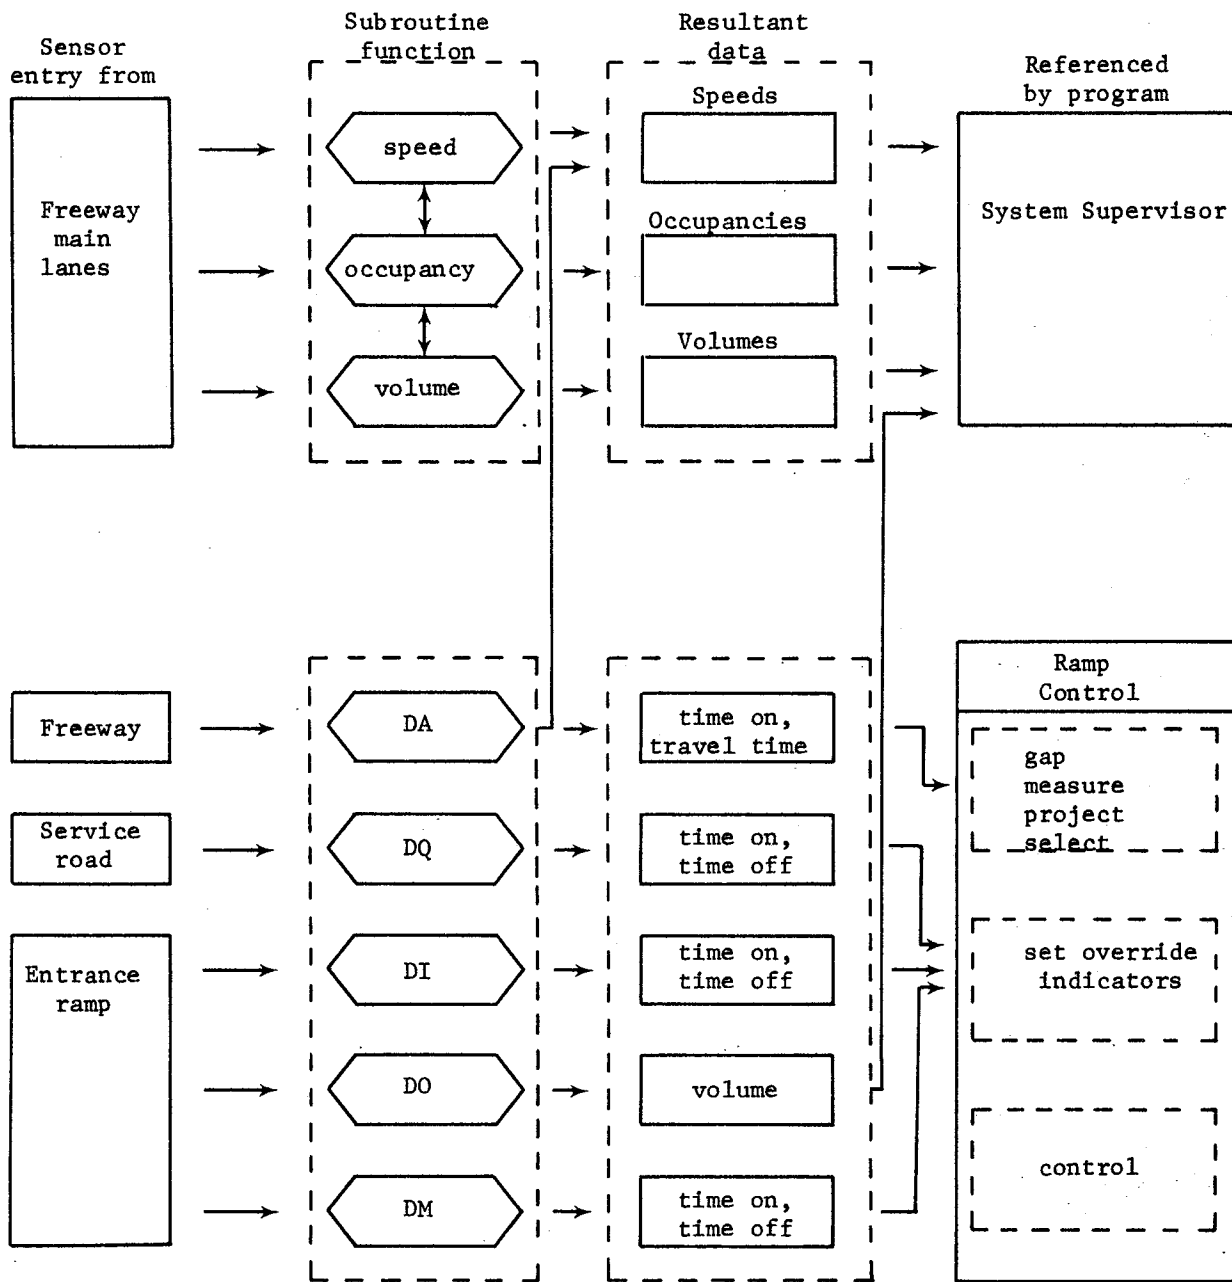 Sensor
entry from
Subroutine
function
Resultant
data
Referenced
by program
Freeway
main
lanes
speed
occupancy
volume
Speeds
Occupancies
Volumes
System Supervisor
Freeway
DA
time on,
travel time
Ramp
Control
gap
measure
project
select
Service
road
DQ
time on,
time off
Entrance
ramp
DI
time on,
time off
set override
indicators
DO
volume
control
DM
time on,
time off